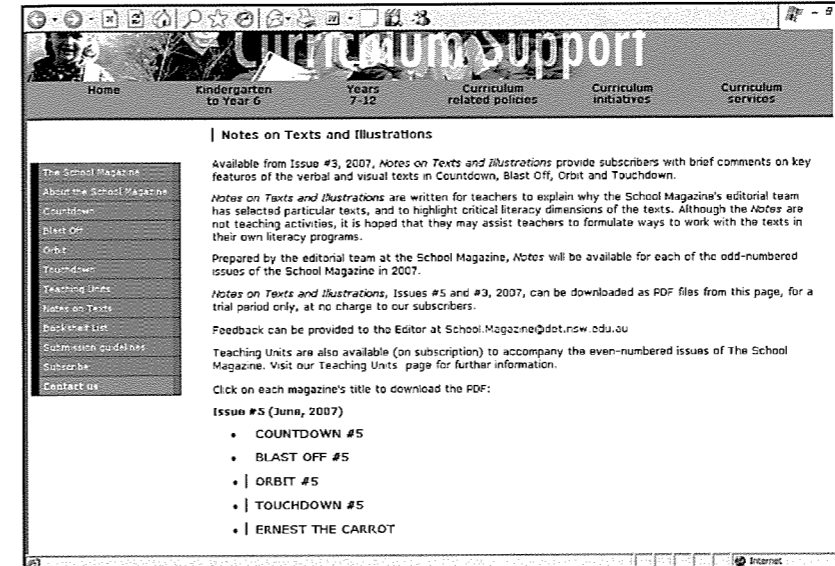 Curriculum Support
Home
Kindergarten
to Year 6
Years
7-12
Curriculum
related policies
Curriculum
initiatives
Curriculum
services
Notes on Texts and Illustrations
The School Magazine
About the School Magazine
Countdown
Blast Off
Orbit
Touchdown
Teaching Units
Notes on Texts
Bookshelf List
Submission guidelines
Subscribe
Contact us
Available from Issue #3, 2007, Notes on Texts and Illustrations provide subscribers with brief comments on key
features of the verbal and visual texts in Countdown, Blast Off, Orbit and Touchdown.
Notes on Texts and Illustrations are written for teachers to explain why the School Magazine's editorial team
has selected particular texts, and to highlight critical literacy dimensions of the texts. Although the Notes are
not teaching activities, it is hoped that they may assist teachers to formulate ways to work with the texts in
their own literacy programs.
Prepared by the editorial team at the School Magazine, Notes will be available for each of the odd-numbered
issues of the School Magazine in 2007.
Notes on Texts and Illustrations, Issues #5 and #3, 2007, can be downloaded as PDF files from this page, for a
trial period only, at no charge to our subscribers.
Feedback can be provided to the Editor at School.Magazine@det.nsw.edu.au
Teaching Units are also available (on subscription) to accompany the even-numbered issues of The School
Magazine. Visit our Teaching Units page for further information.
Click on each magazine's title to download the PDF:
Issue #5 (June, 2007)
• COUNTDOWN #5
• BLAST OFF #5
• | ORBIT #5
• | TOUCHDOWN #5
• | ERNEST THE CARROT
Internet